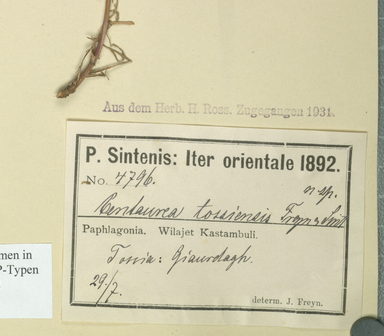 Aus dem Herb. H. Ross. Zugegangen 1931.
P. Sintenis: Iter orientale 1892.
No. 4796. n. sp.
Centaurea tossiensis Freyn & Sint
Paphlagonia. Wilajet Kastambuli.
Tossia: Giaurdagh.
29./7.
determ. J. Freyn.
men in
P-Typen